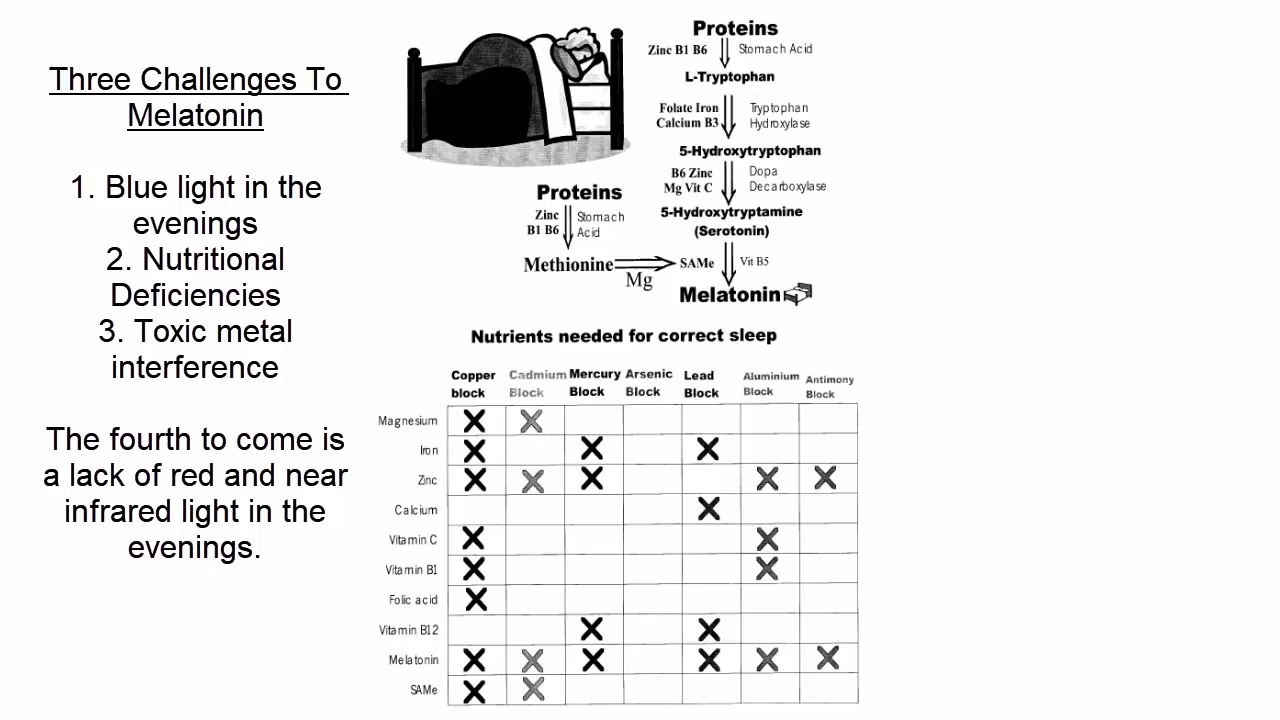 Three Challenges To
Melatonin
1. Blue light in the
evenings
2. Nutritional
Deficiencies
3. Toxic metal
interference
The fourth to come is
a lack of red and near
infrared light in the
evenings.
Proteins
Zinc B1 B6 Stomach Acid
L-Tryptophan
Folate Iron Tryptophan
Calcium B3 Hydroxylase
5-Hydroxytryptophan
B6 Zinc Dopa
Mg Vit C Decarboxylase
5-Hydroxytryptamine
(Serotonin)
Proteins
Zinc Stomach
B1 B6 Acid
Methionine Mg SAMe Vit B5
Melatonin
Nutrients needed for correct sleep
Copper block Cadmium Block Mercury Block Arsenic Block Lead Block Aluminium Block Antimony Block
Magnesium X X
Iron X X X
Zinc X X X X X
Calcium X
Vitamin C X X
Vitamin B1 X X
Folic acid X
Vitamin B12 X X
Melatonin X X X X X X
SAMe X X